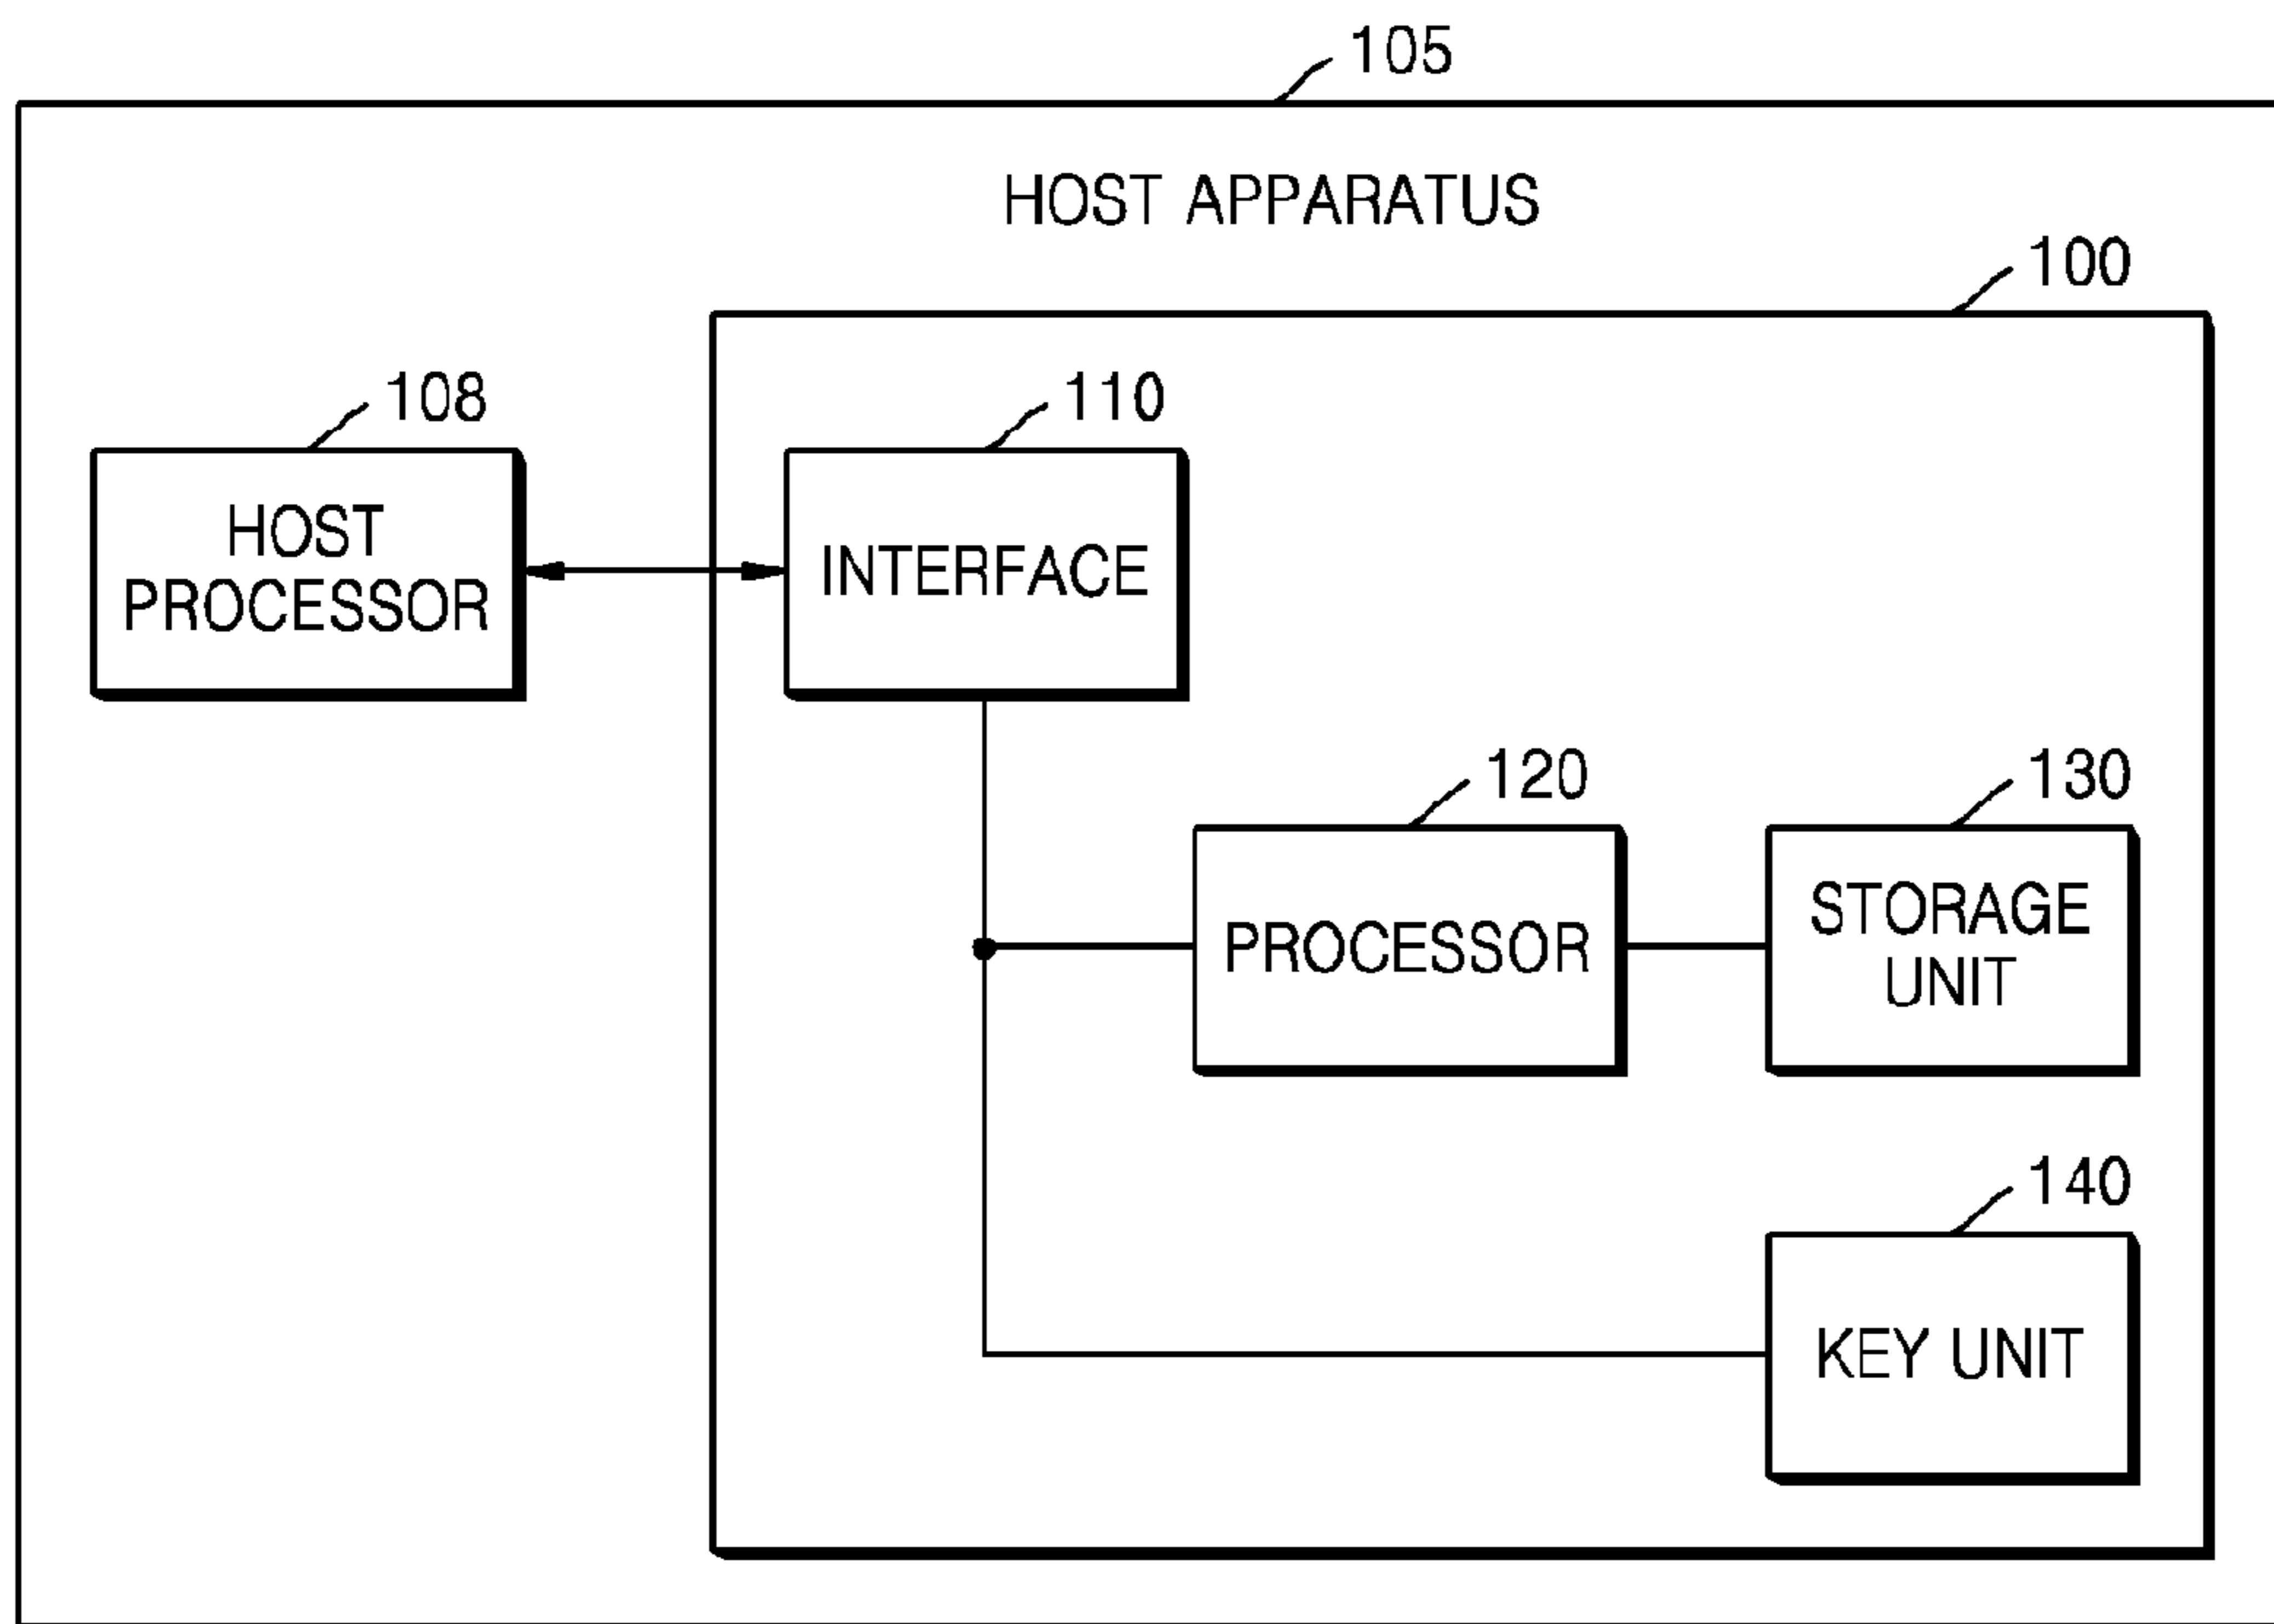 105
HOST APPARATUS
100
108
110
HOST
PROCESSOR
INTERFACE
120
130
PROCESSOR
STORAGE
UNIT
140
KEY UNIT